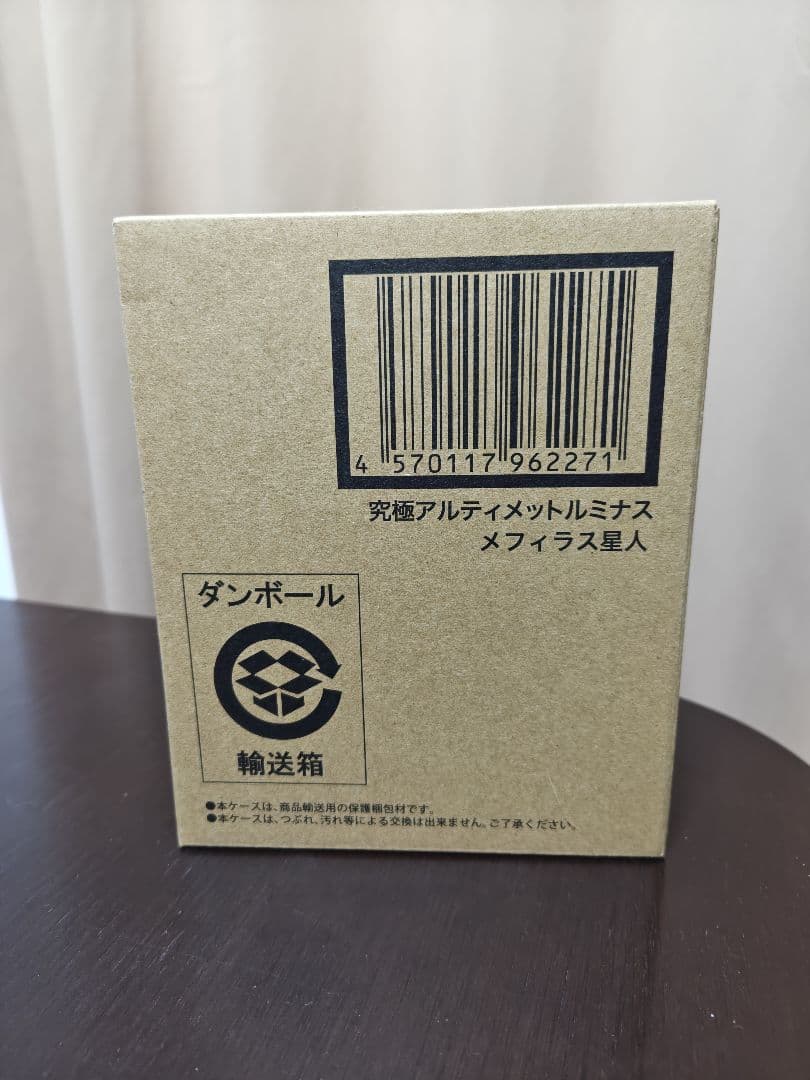 4 570117 962271
究極アルティメットルミナス
メフィラス星人
ダンボール
輸送箱
●本ケースは、商品輸送用の保護梱包材です。
●本ケースは、つぶれ、汚れ等による交換は出来ません。ご了承ください。